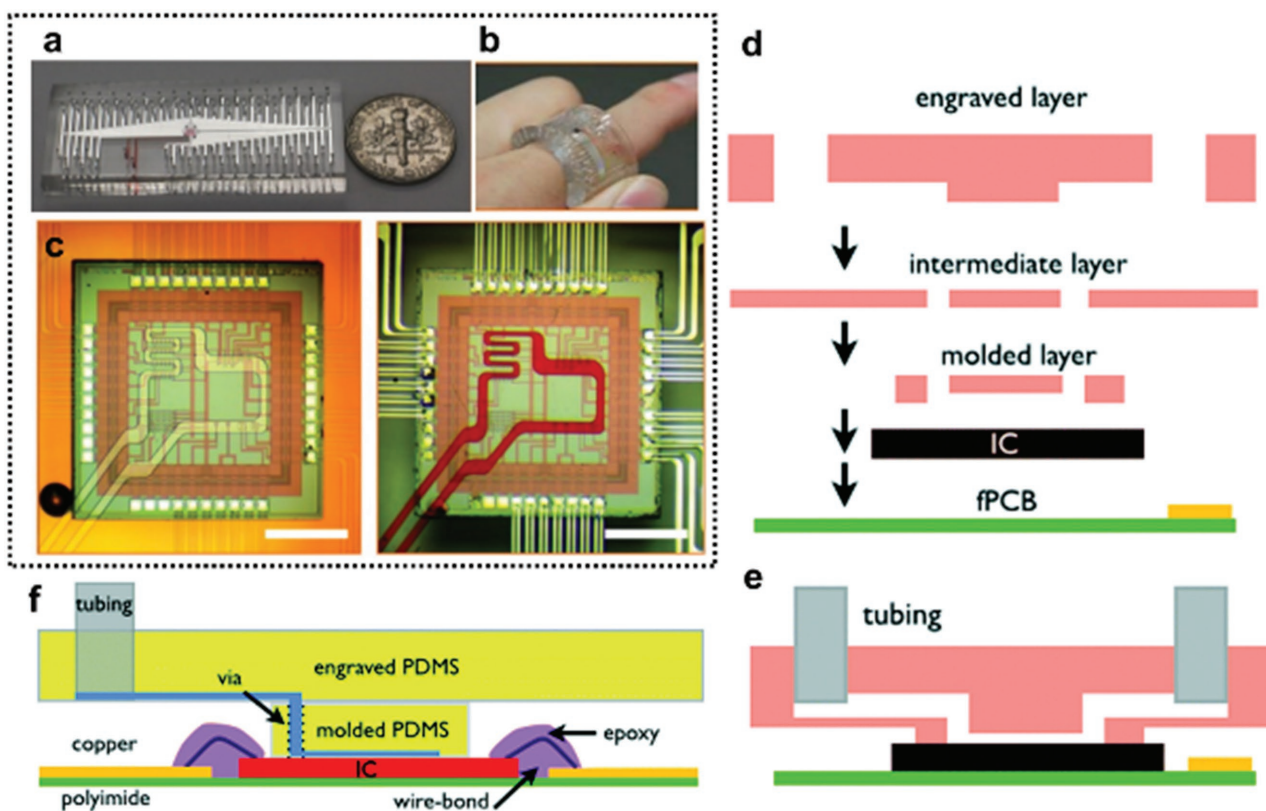 a
b
c
d
engraved layer
intermediate layer
molded layer
IC
fPCB
e
tubing
f
tubing
engraved PDMS
via
molded PDMS
epoxy
copper
IC
polyimide
wire-bond